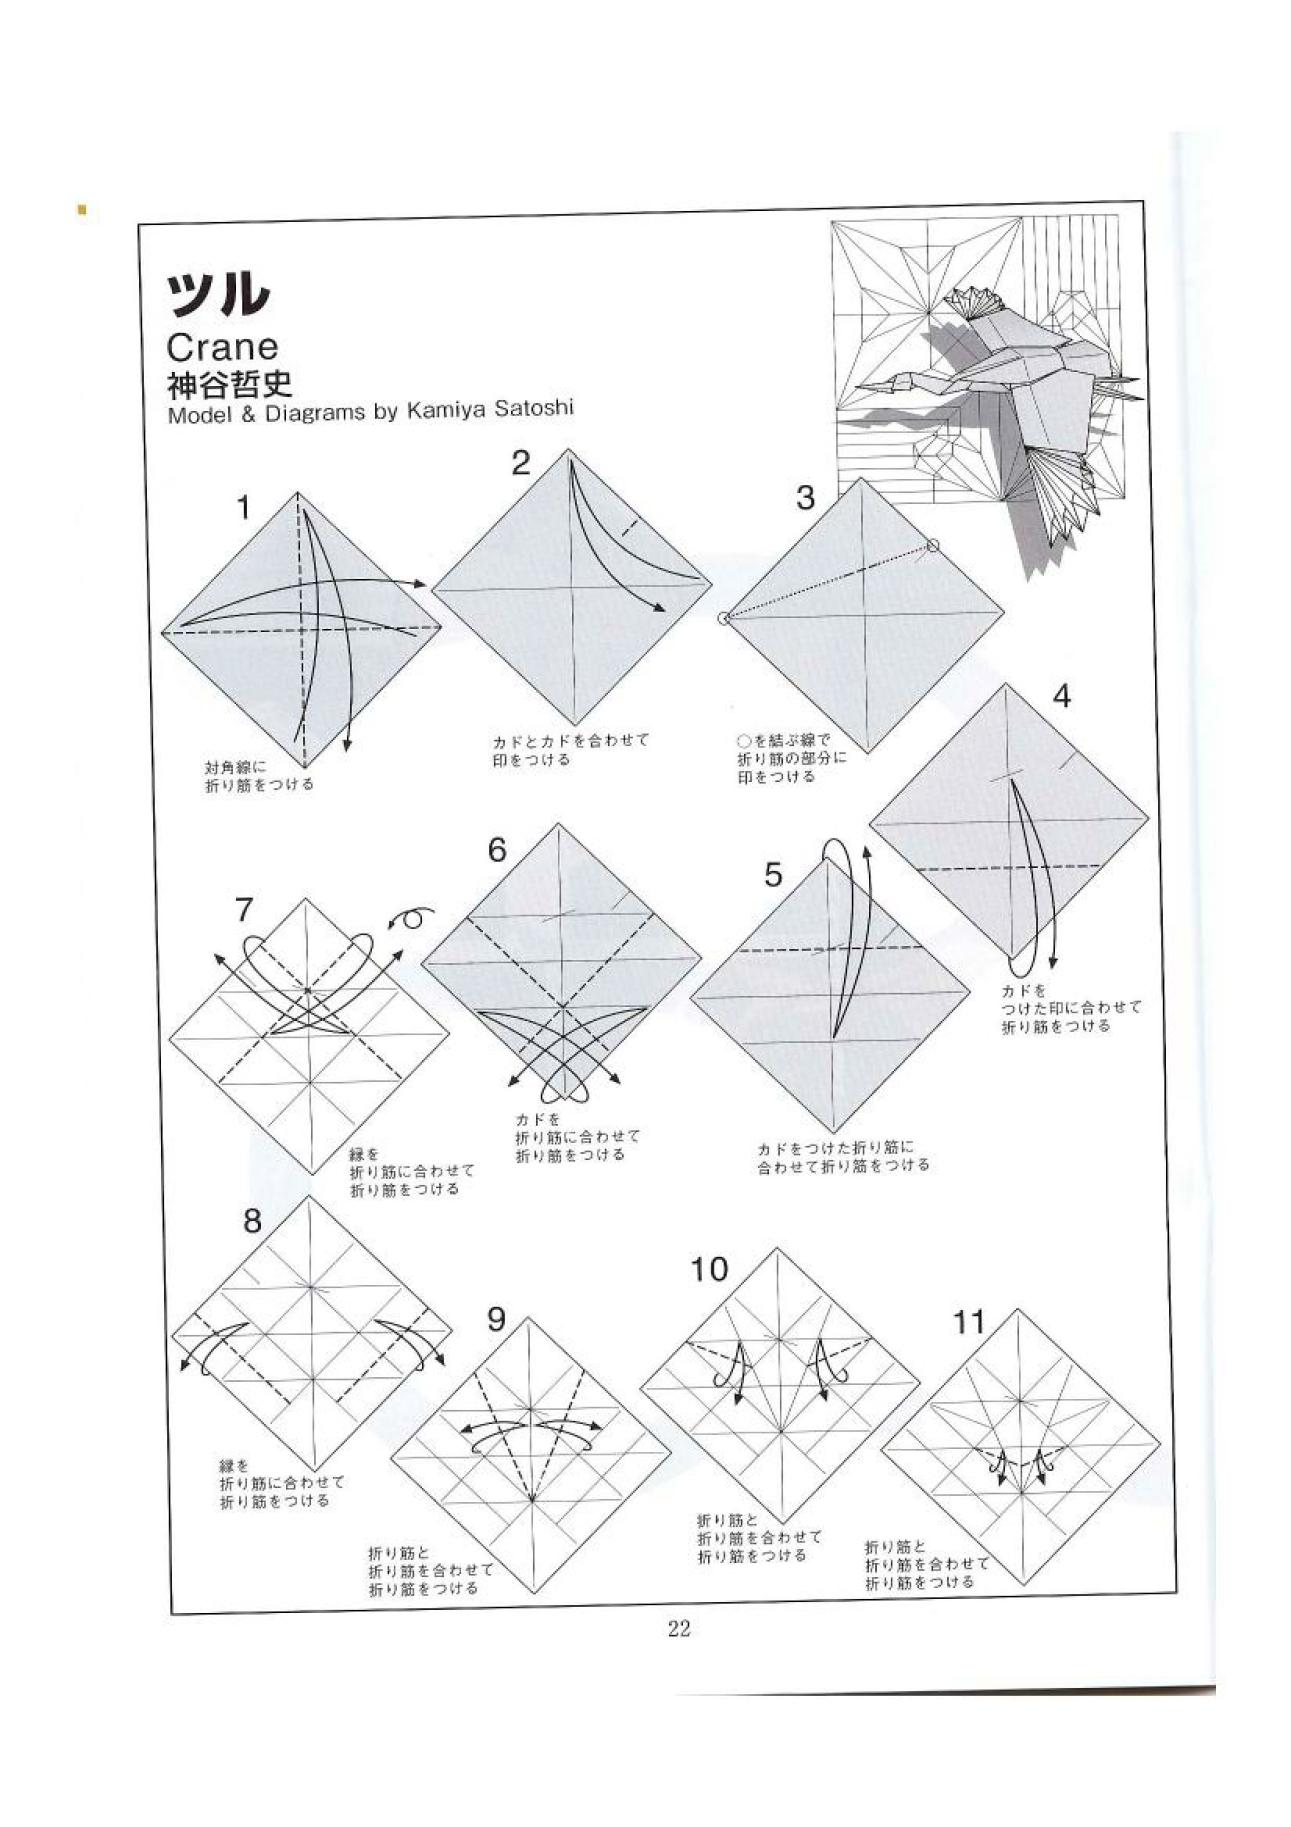 ツル
Crane
神谷哲史
Model & Diagrams by Kamiya Satoshi
1
対角線に
折り筋をつける
2
カドとカドを合わせて
印をつける
3
○を結ぶ線で
折り筋の部分に
印をつける
4
カドを
つけた印に合わせて
折り筋をつける
5
カドをつけた折り筋に
合わせて折り筋をつける
6
カドを
折り筋に合わせて
折り筋をつける
7
縁を
折り筋に合わせて
折り筋をつける
8
縁を
折り筋に合わせて
折り筋をつける
9
折り筋と
折り筋を合わせて
折り筋をつける
10
折り筋と
折り筋を合わせて
折り筋をつける
11
折り筋と
折り筋を合わせて
折り筋をつける
22